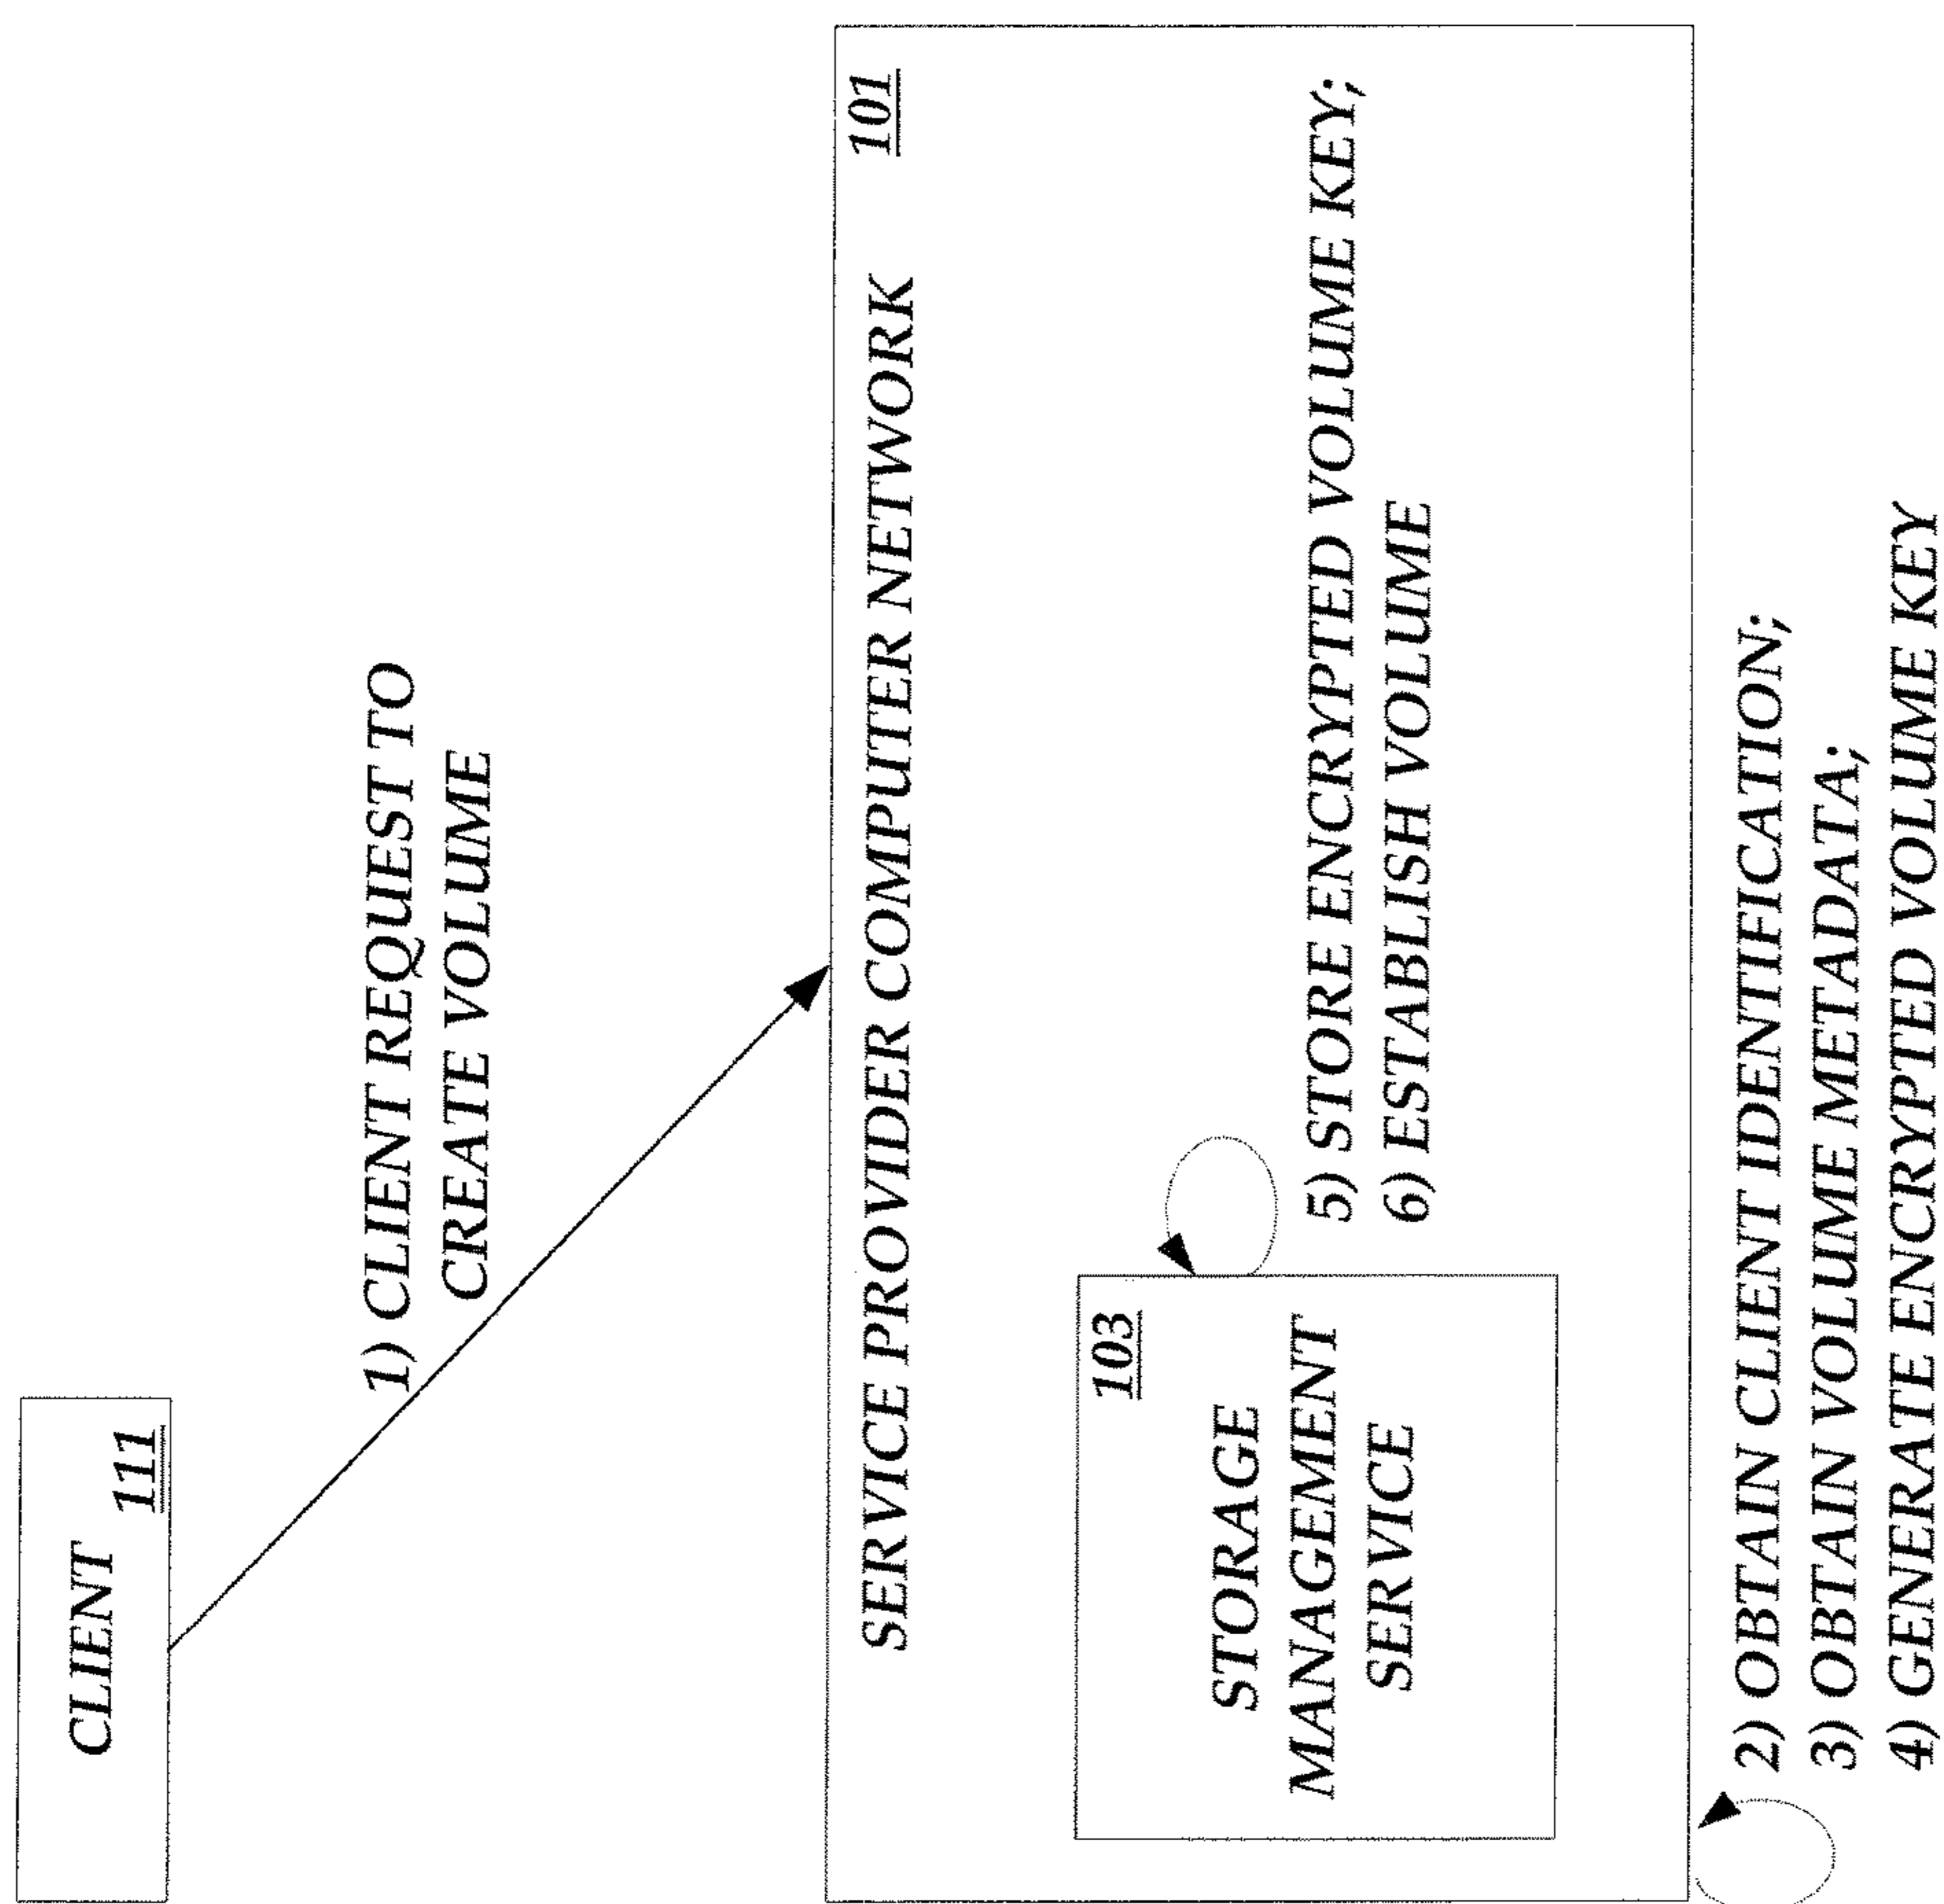 CLIENT
111
1) CLIENT REQUEST TO
CREATE VOLUME
SERVICE PROVIDER COMPUTER NETWORK
101
103
STORAGE
MANAGEMENT
SERVICE
5) STORE ENCRYPTED VOLUME KEY;
6) ESTABLISH VOLUME
2) OBTAIN CLIENT IDENTIFICATION;
3) OBTAIN VOLUME METADATA;
4) GENERATE ENCRYPTED VOLUME KEY